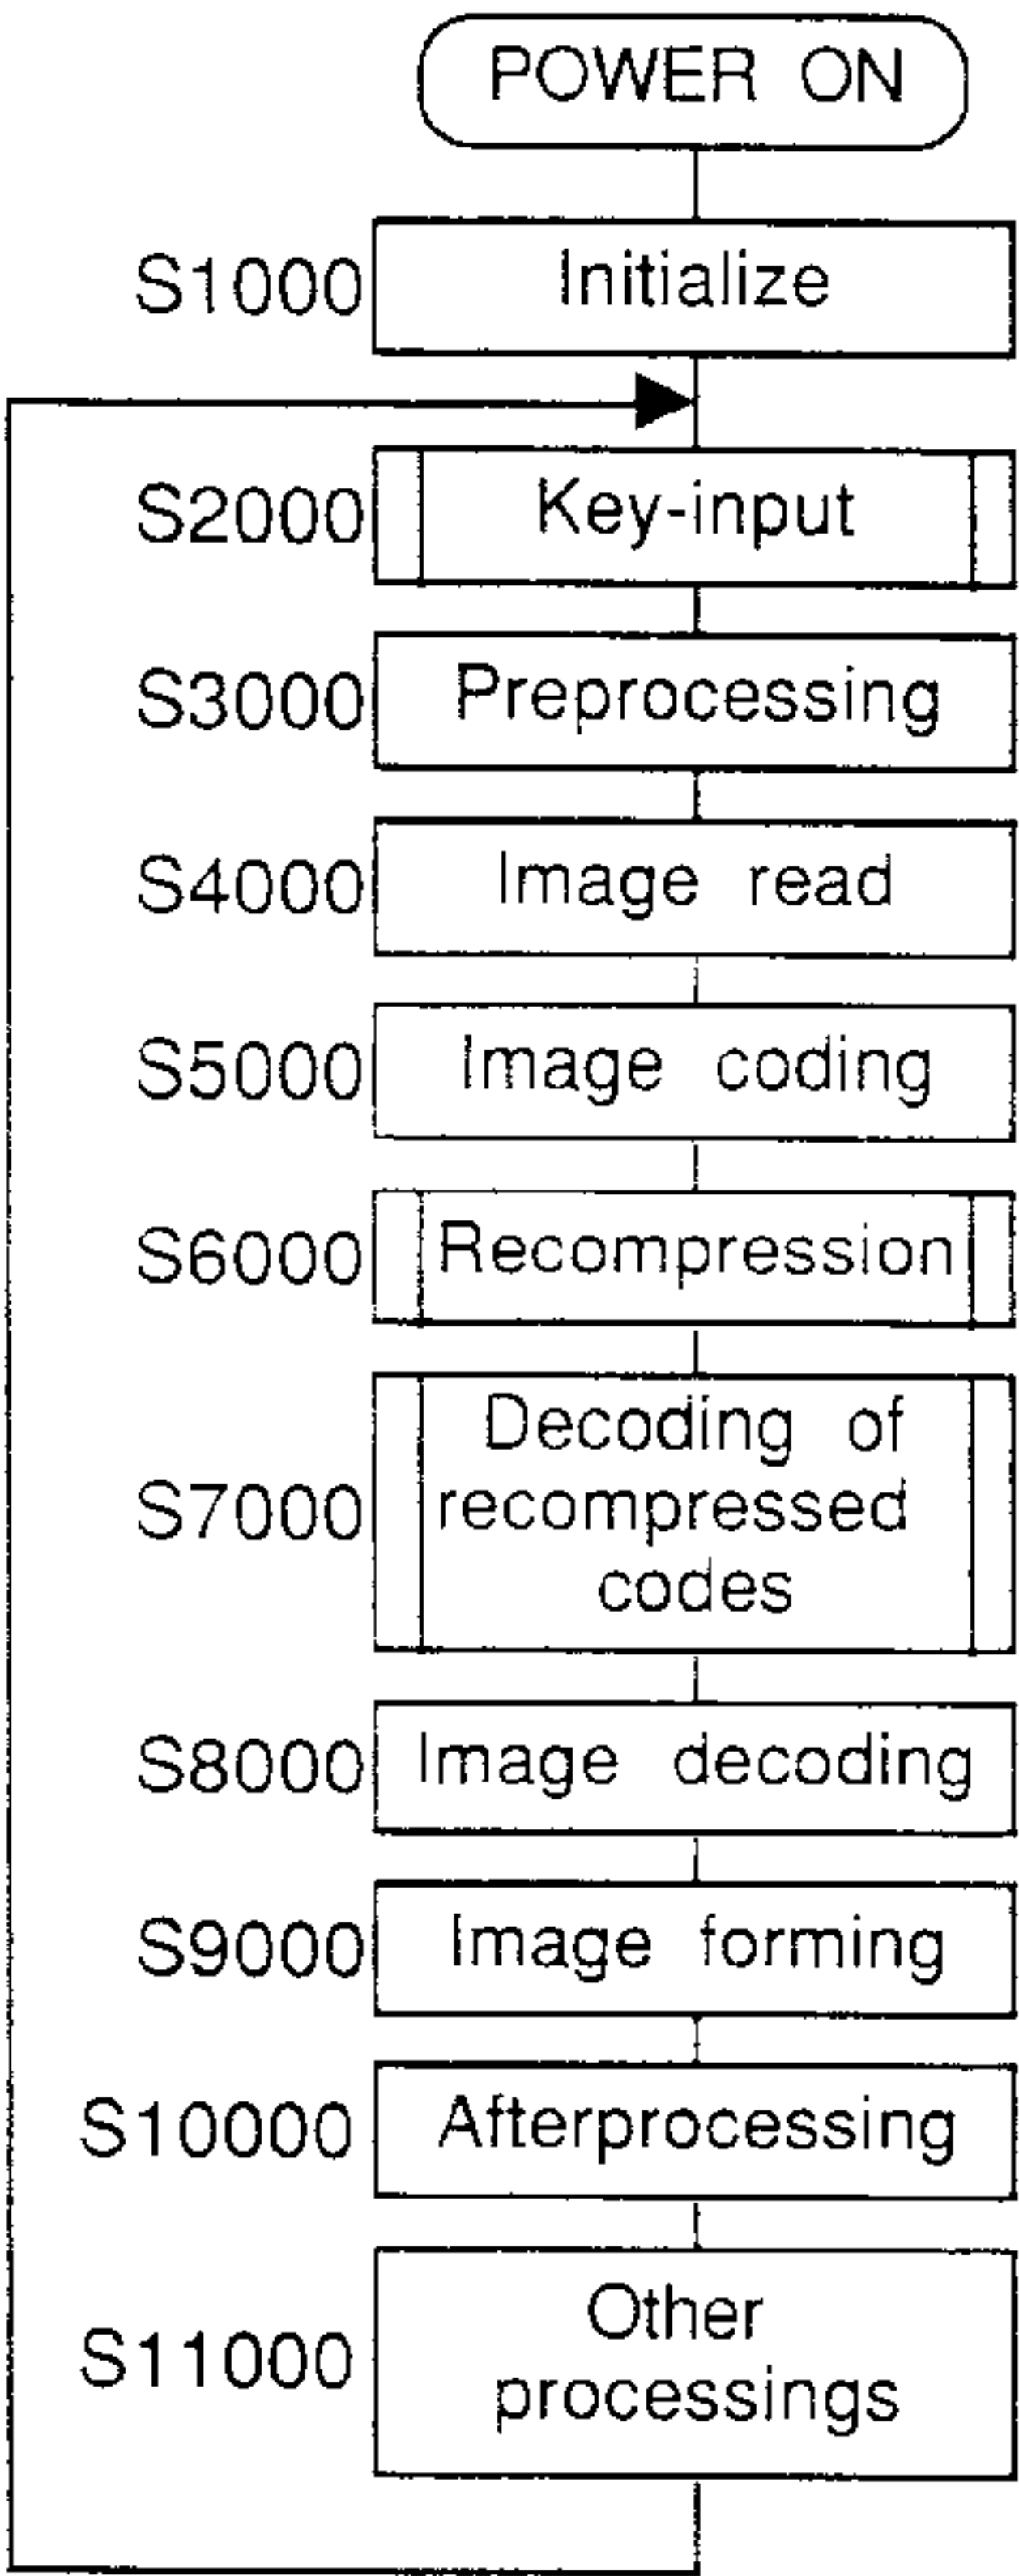 POWER ON
S1000 Initialize
S2000 Key-input
S3000 Preprocessing
S4000 Image read
S5000 Image coding
S6000 Recompression
Decoding of
S7000 recompressed
codes
S8000 Image decoding
S9000 Image forming
S10000 Afterprocessing
Other
S11000 processings